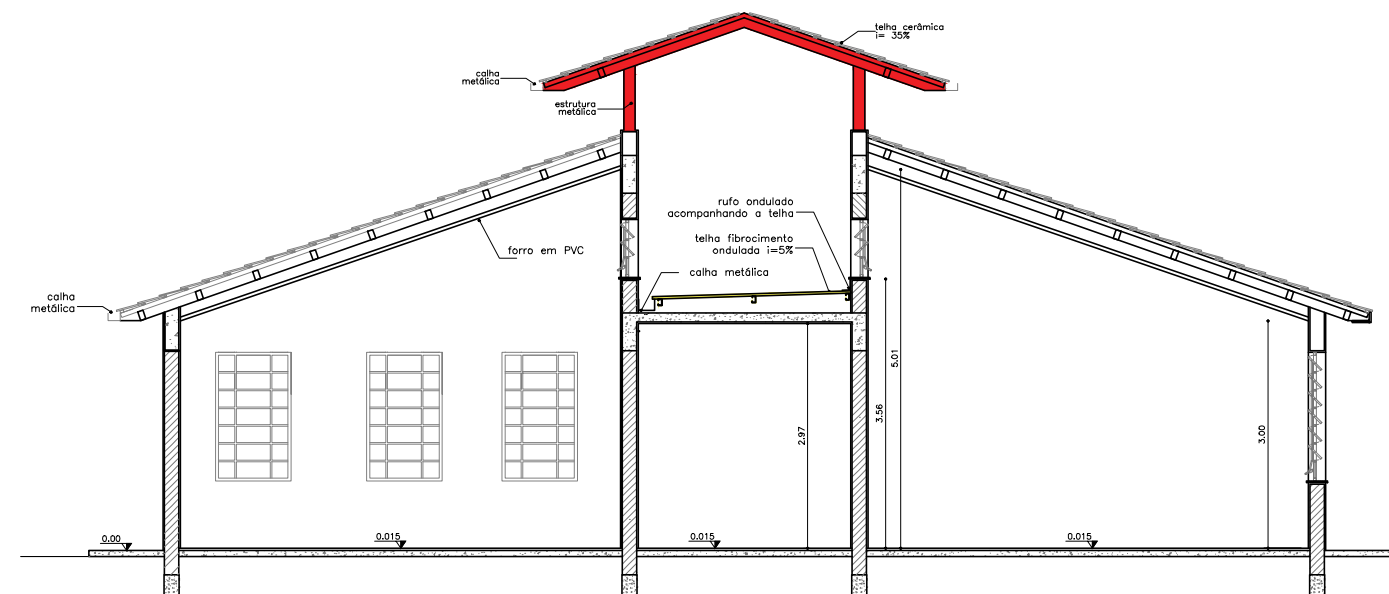 telha cerâmica
i= 35%
calha
metálica
estrutura
metálica
rufo ondulado
acompanhando a telha
telha fibrocimento
ondulada i=5%
calha metálica
forro em PVC
calha
metálica
5.01
3.56
2.97
3.00
0.00
0.015
0.015
0.015